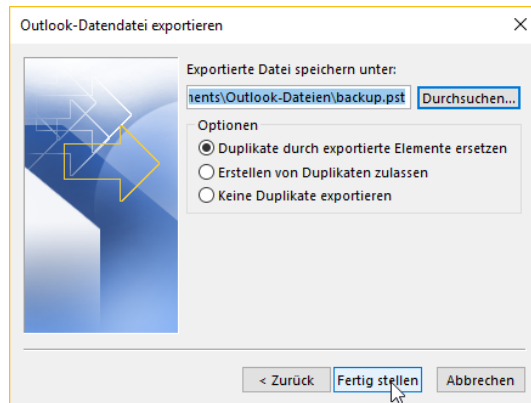 Outlook-Datendatei exportieren
Exportierte Datei speichern unter:
nents\Outlook-Dateien\backup.pst Durchsuchen...
Optionen
Duplikate durch exportierte Elemente ersetzen
Erstellen von Duplikaten zulassen
Keine Duplikate exportieren
< Zurück Fertig stellen Abbrechen